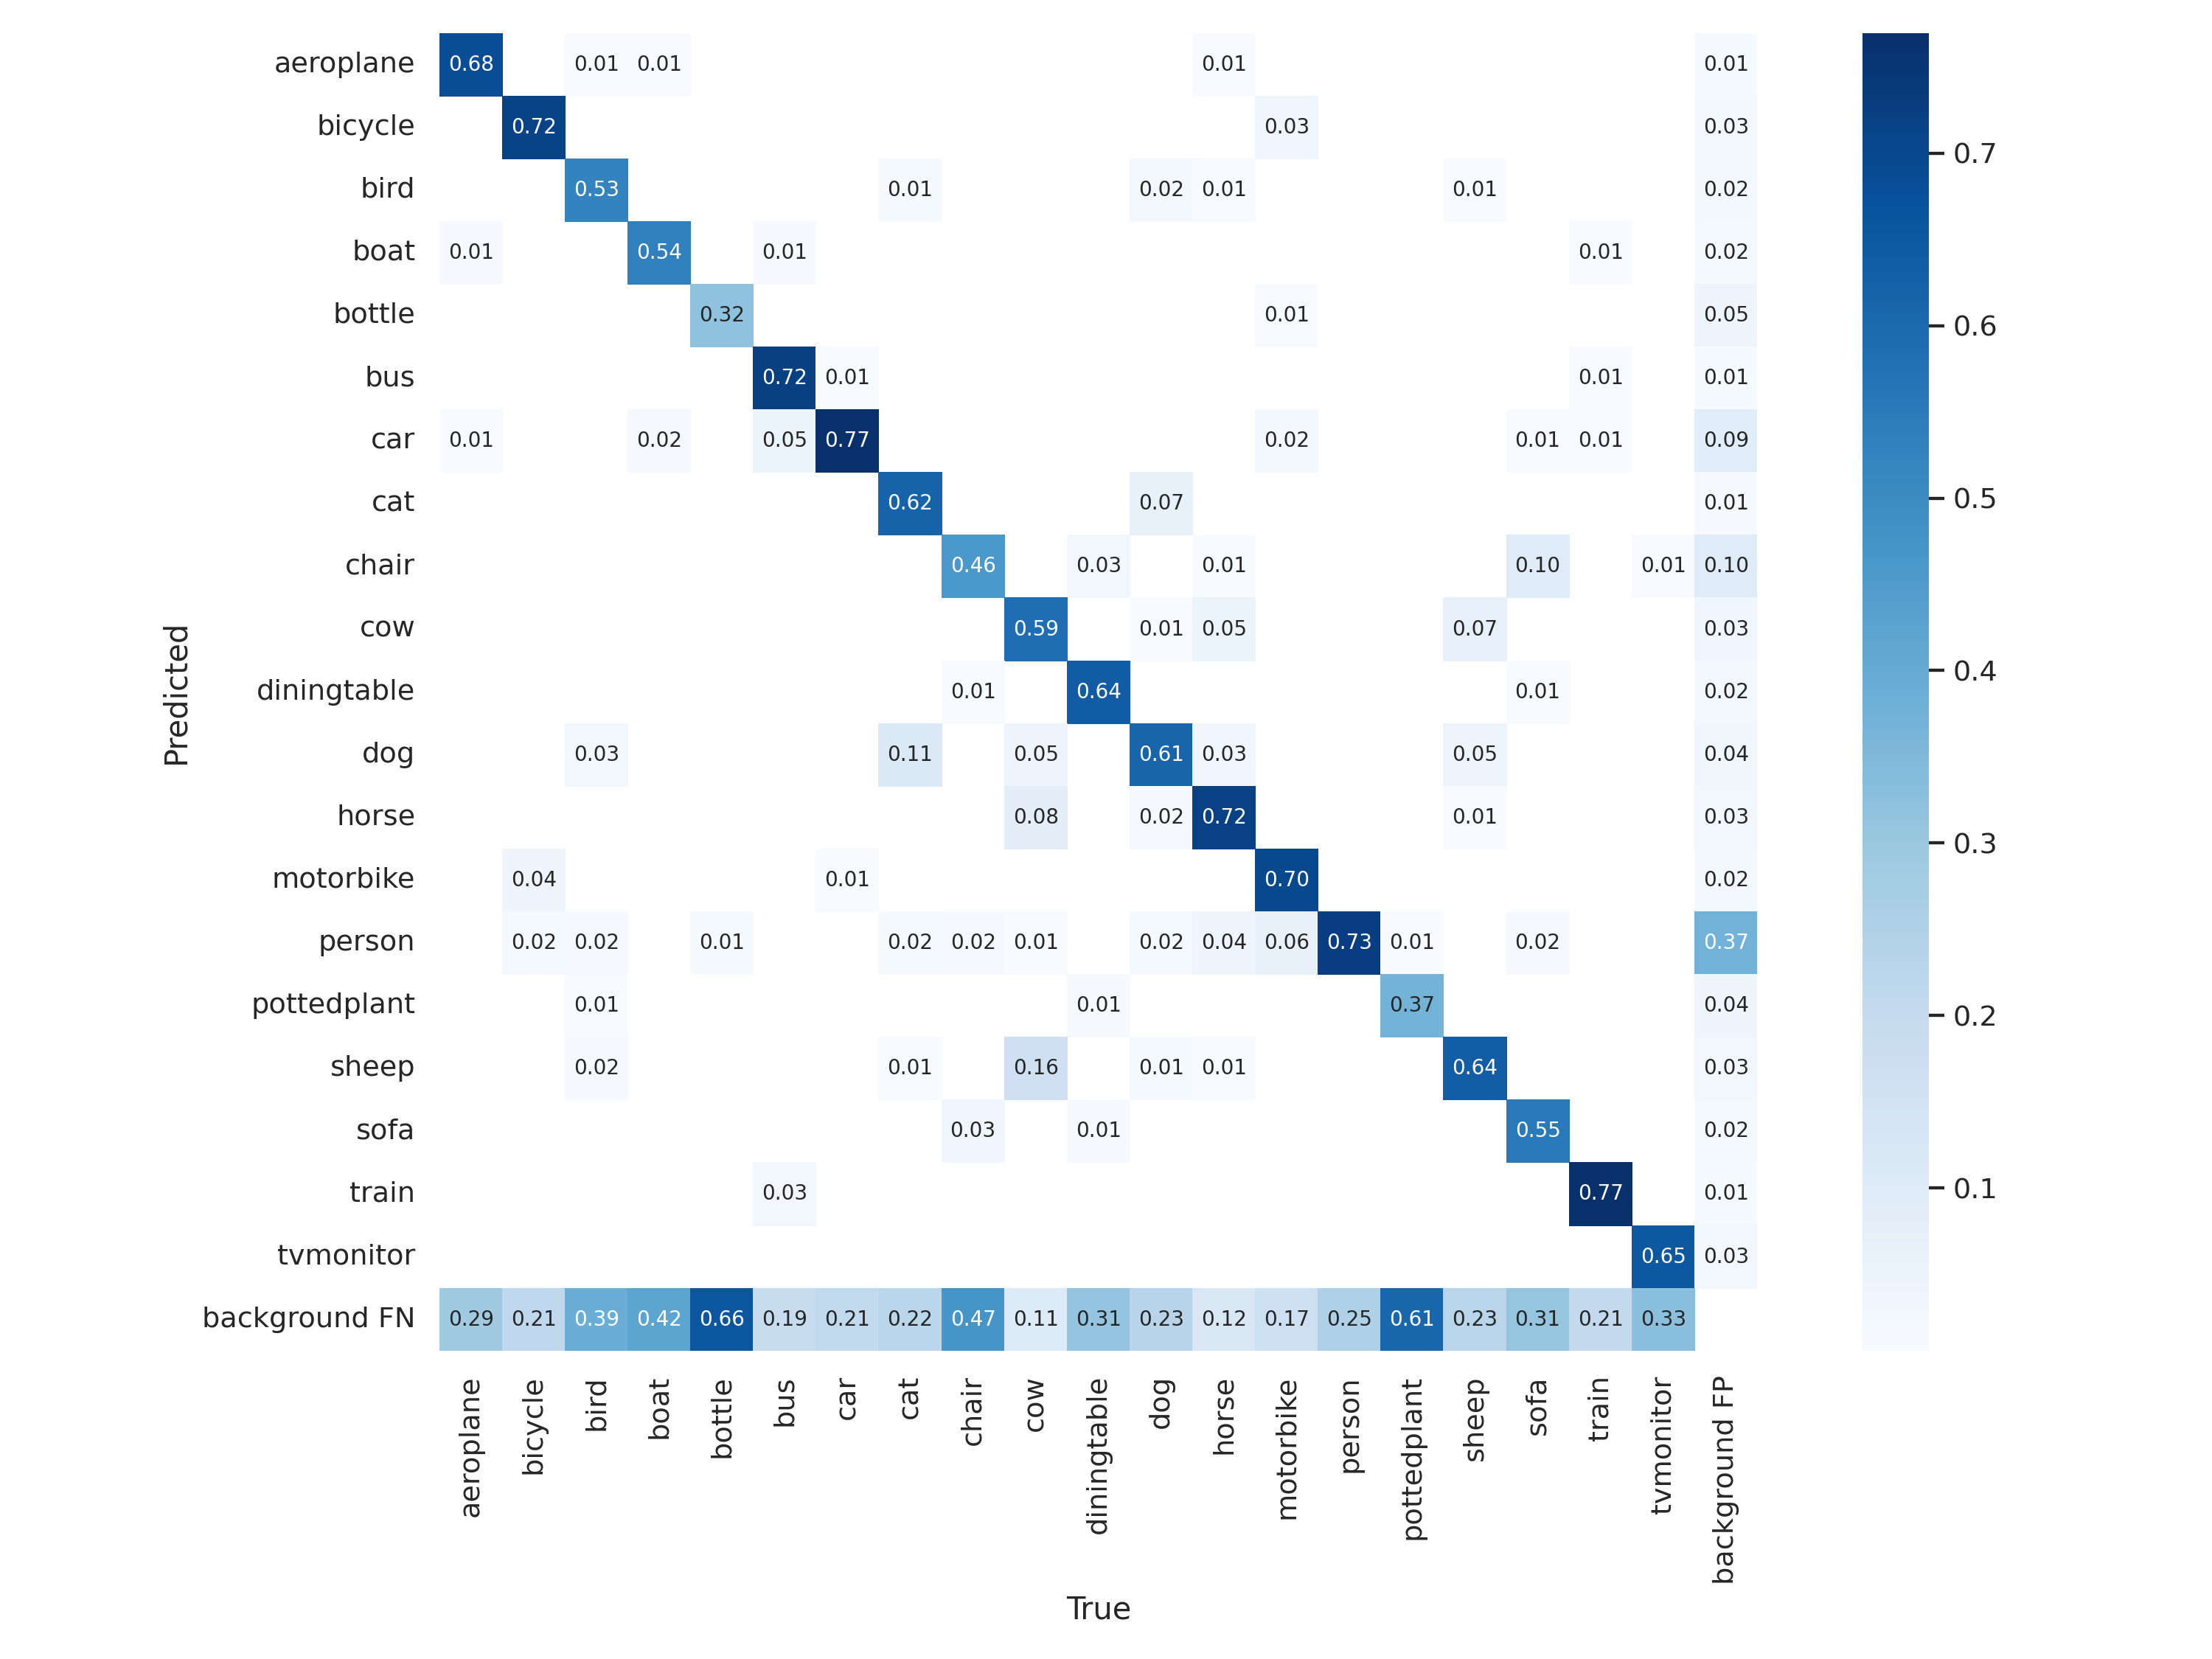 aeroplane 0.68 0.01 0.01 0.01 0.01
bicycle 0.72 0.03 0.03
bird 0.53 0.01 0.02 0.01 0.01 0.02
boat 0.01 0.54 0.01 0.01 0.02
bottle 0.32 0.01 0.05
bus 0.72 0.01 0.01 0.01
car 0.01 0.02 0.05 0.77 0.02 0.01 0.01 0.09
cat 0.62 0.07 0.01
chair 0.46 0.03 0.01 0.10 0.01 0.10
cow 0.59 0.01 0.05 0.07 0.03
diningtable 0.01 0.64 0.01 0.02
dog 0.03 0.11 0.05 0.61 0.03 0.05 0.04
horse 0.08 0.02 0.72 0.01 0.03
motorbike 0.04 0.01 0.70 0.02
person 0.02 0.02 0.01 0.02 0.02 0.01 0.02 0.04 0.06 0.73 0.01 0.02 0.37
pottedplant 0.01 0.01 0.37 0.04
sheep 0.02 0.01 0.16 0.01 0.01 0.64 0.03
sofa 0.03 0.01 0.55 0.02
train 0.03 0.77 0.01
tvmonitor 0.65 0.03
background FN 0.29 0.21 0.39 0.42 0.66 0.19 0.21 0.22 0.47 0.11 0.31 0.23 0.12 0.17 0.25 0.61 0.23 0.31 0.21 0.33
Predicted
aeroplane
bicycle
bird
boat
bottle
bus
car
cat
chair
cow
diningtable
dog
horse
motorbike
person
pottedplant
sheep
sofa
train
tvmonitor
background FP
True
0.7
0.6
0.5
0.4
0.3
0.2
0.1